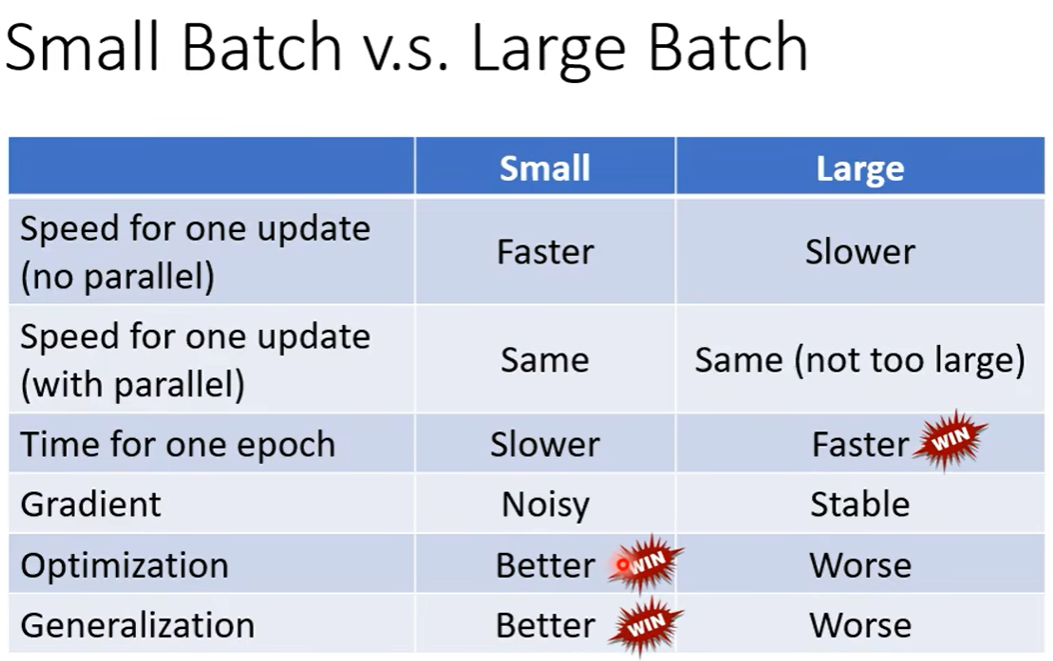 Small Batch v.s. Large Batch
Small Large
Speed for one update
(no parallel)
Faster Slower
Speed for one update
(with parallel)
Same Same (not too large)
Time for one epoch Slower Faster WIN
Gradient Noisy Stable
Optimization Better WIN Worse
Generalization Better WIN Worse